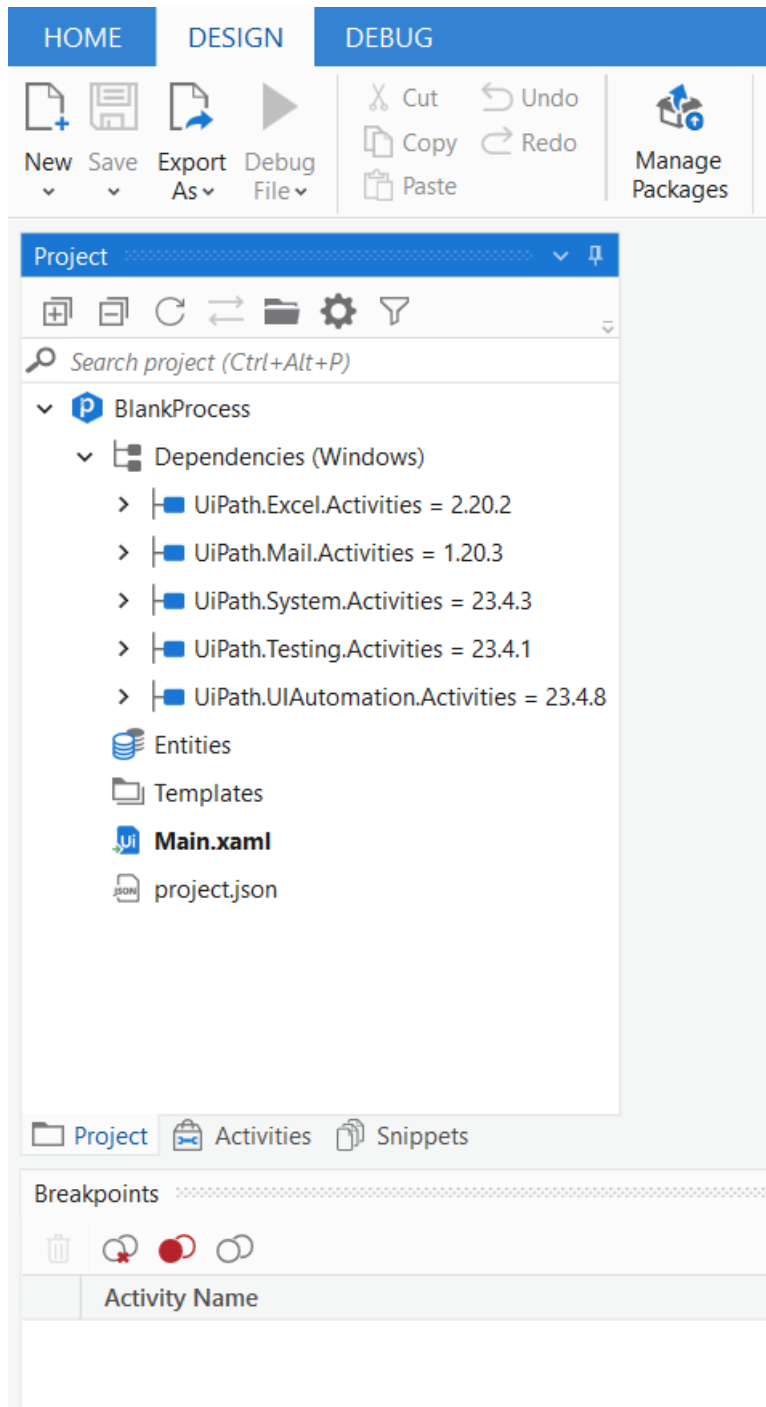 HOME DESIGN DEBUG
New Save Export As Debug File
Cut Undo
Copy Redo
Paste
Manage Packages
Project
Search project (Ctrl+Alt+P)
BlankProcess
Dependencies (Windows)
UiPath.Excel.Activities = 2.20.2
UiPath.Mail.Activities = 1.20.3
UiPath.System.Activities = 23.4.3
UiPath.Testing.Activities = 23.4.1
UiPath.UIAutomation.Activities = 23.4.8
Entities
Templates
Main.xaml
project.json
Project Activities Snippets
Breakpoints
Activity Name